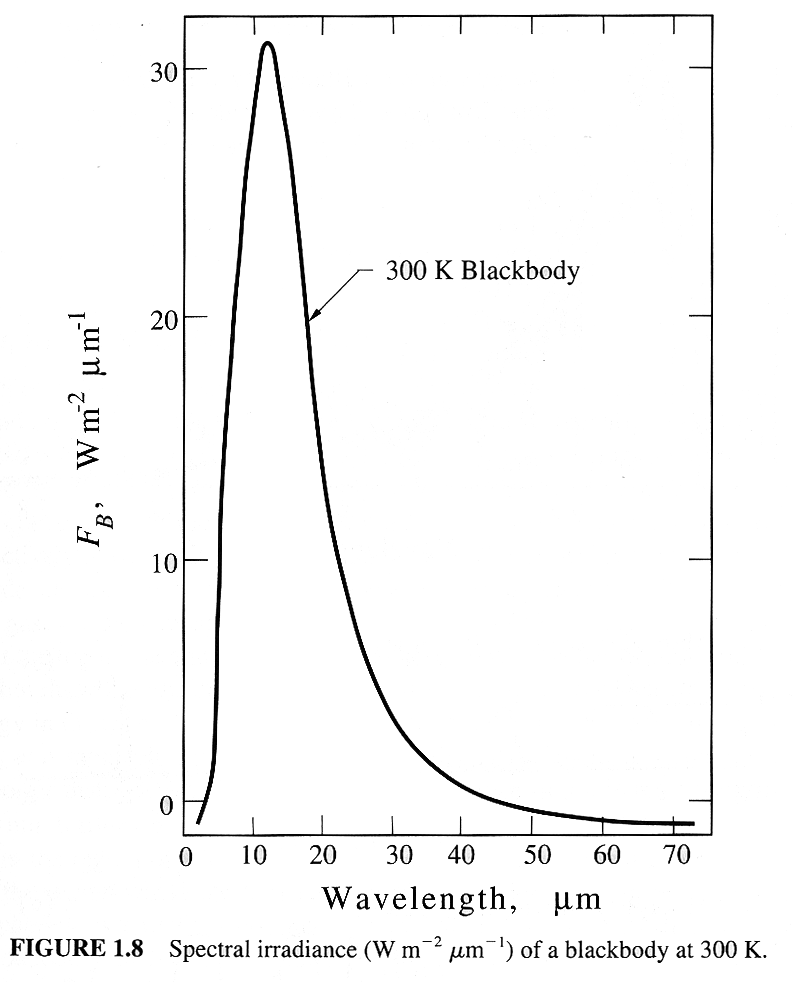 30
20
10
0
F_B, W m⁻² μm⁻¹
300 K Blackbody
0 10 20 30 40 50 60 70
Wavelength, μm
FIGURE 1.8 Spectral irradiance (W m⁻² μm⁻¹) of a blackbody at 300 K.